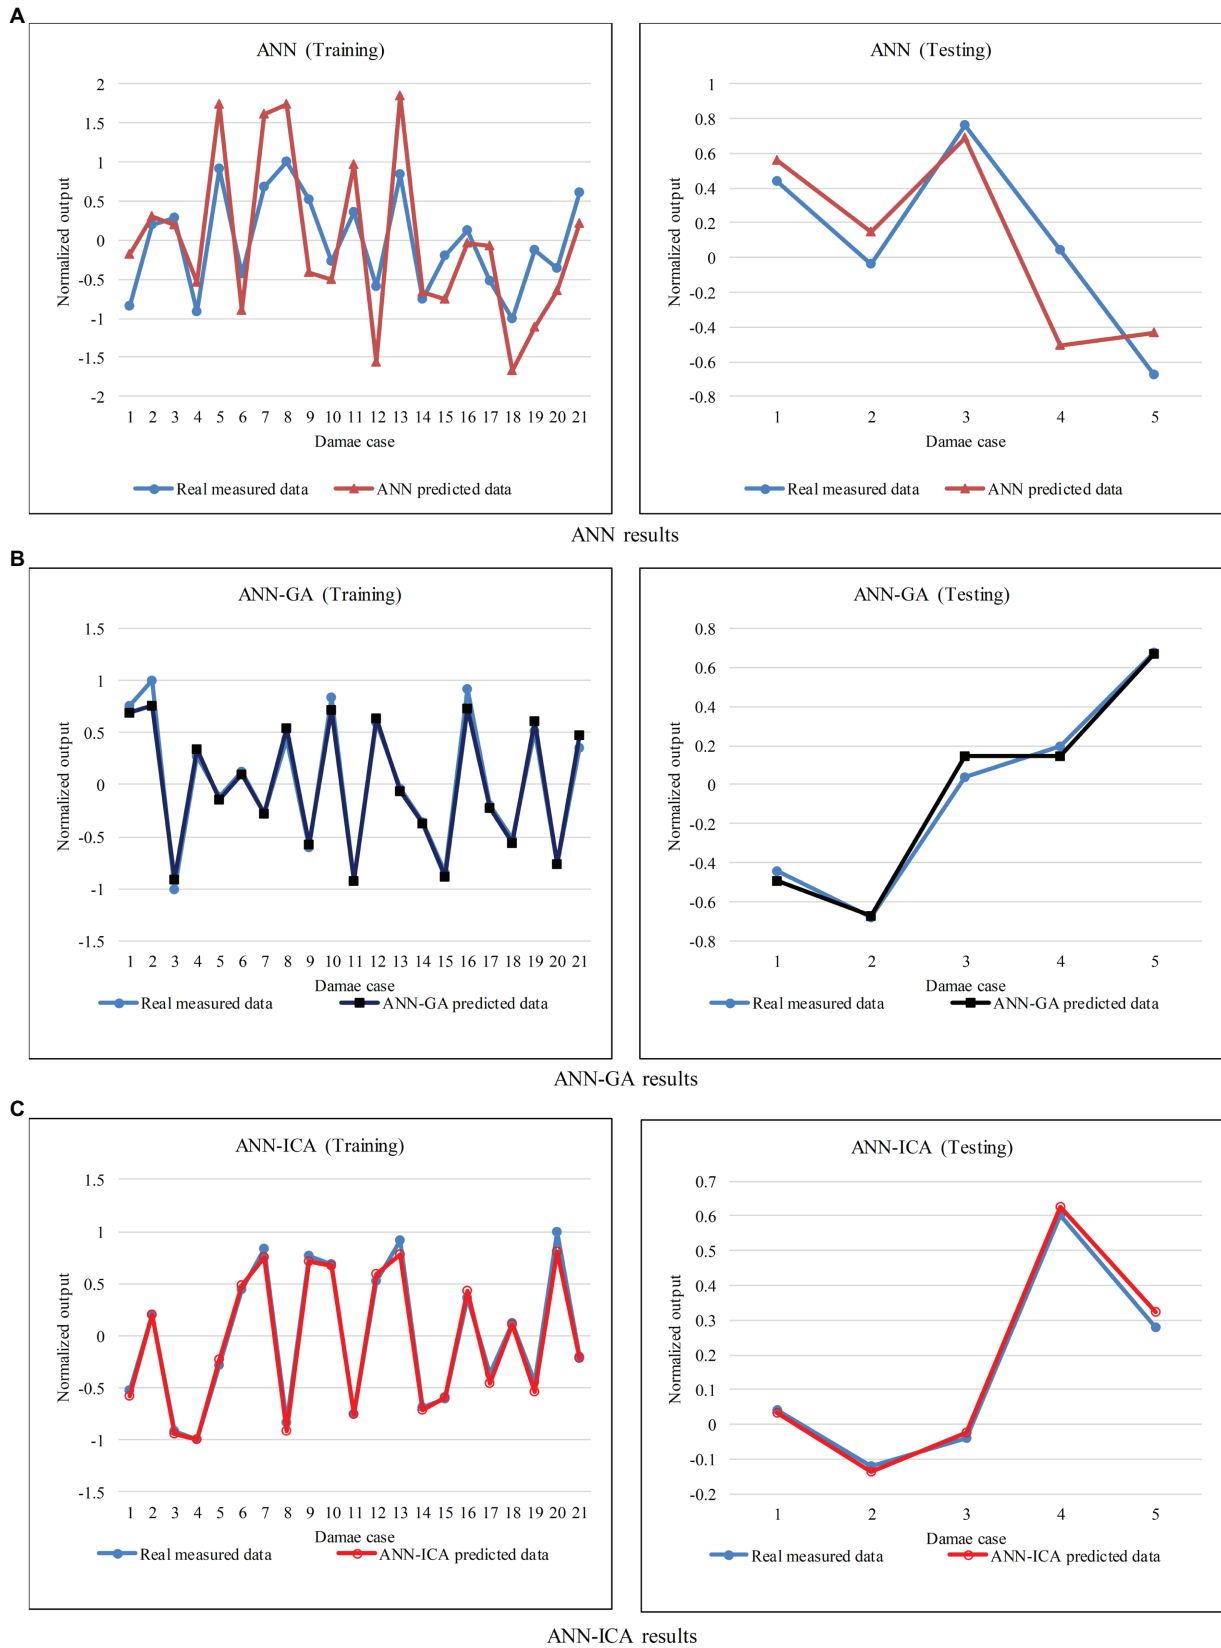 A
ANN (Training)
2
1.5
1
0.5
0
-0.5
-1
-1.5
-2
Normalized output
1 2 3 4 5 6 7 8 9 10 11 12 13 14 15 16 17 18 19 20 21
Damae case
Real measured data
ANN predicted data
ANN (Testing)
1
0.8
0.6
0.4
0.2
0
-0.2
-0.4
-0.6
-0.8
Normalized output
1 2 3 4 5
Damae case
Real measured data
ANN predicted data
ANN results
B
ANN-GA (Training)
1.5
1
0.5
0
-0.5
-1
-1.5
Normalized output
1 2 3 4 5 6 7 8 9 10 11 12 13 14 15 16 17 18 19 20 21
Damae case
Real measured data
ANN-GA predicted data
ANN-GA (Testing)
0.8
0.6
0.4
0.2
0
-0.2
-0.4
-0.6
-0.8
Normalized output
1 2 3 4 5
Damae case
Real measured data
ANN-GA predicted data
ANN-GA results
C
ANN-ICA (Training)
1.5
1
0.5
0
-0.5
-1
-1.5
Normalized output
1 2 3 4 5 6 7 8 9 10 11 12 13 14 15 16 17 18 19 20 21
Damae case
Real measured data
ANN-ICA predicted data
ANN-ICA (Testing)
0.7
0.6
0.5
0.4
0.3
0.2
0.1
0
-0.1
-0.2
Normalized output
1 2 3 4 5
Damae case
Real measured data
ANN-ICA predicted data
ANN-ICA results